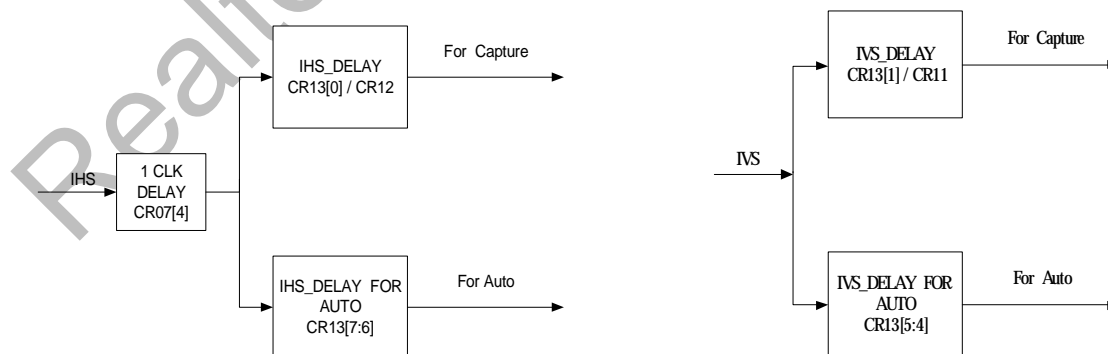 IHS_DELAY
CR13[0] / CR12
For Capture
IHS
1 CLK
DELAY
CR07[4]
IHS_DELAY FOR
AUTO
CR13[7:6]
For Auto
IVS_DELAY
CR13[1] / CR11
For Capture
IVS
IVS_DELAY FOR
AUTO
CR13[5:4]
For Auto